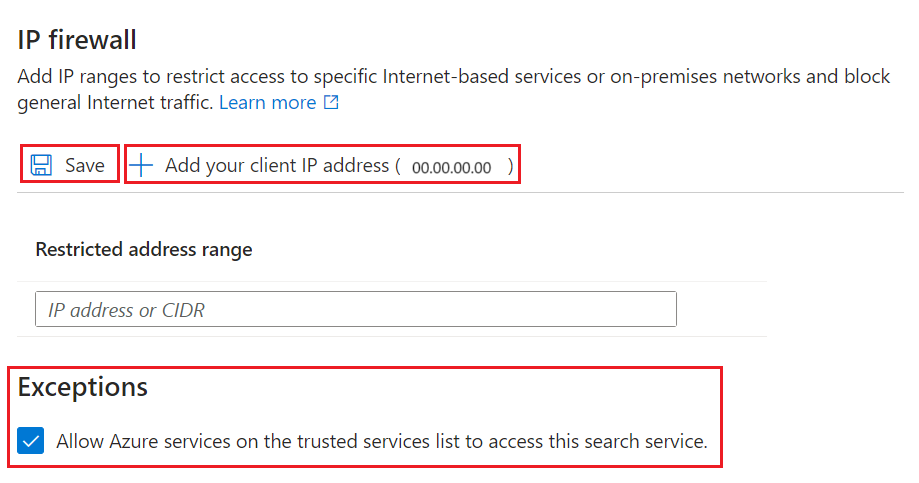 IP firewall
Add IP ranges to restrict access to specific Internet-based services or on-premises networks and block
general Internet traffic. Learn more
Save Add your client IP address ( 00.00.00.00 )
Restricted address range
IP address or CIDR
Exceptions
Allow Azure services on the trusted services list to access this search service.